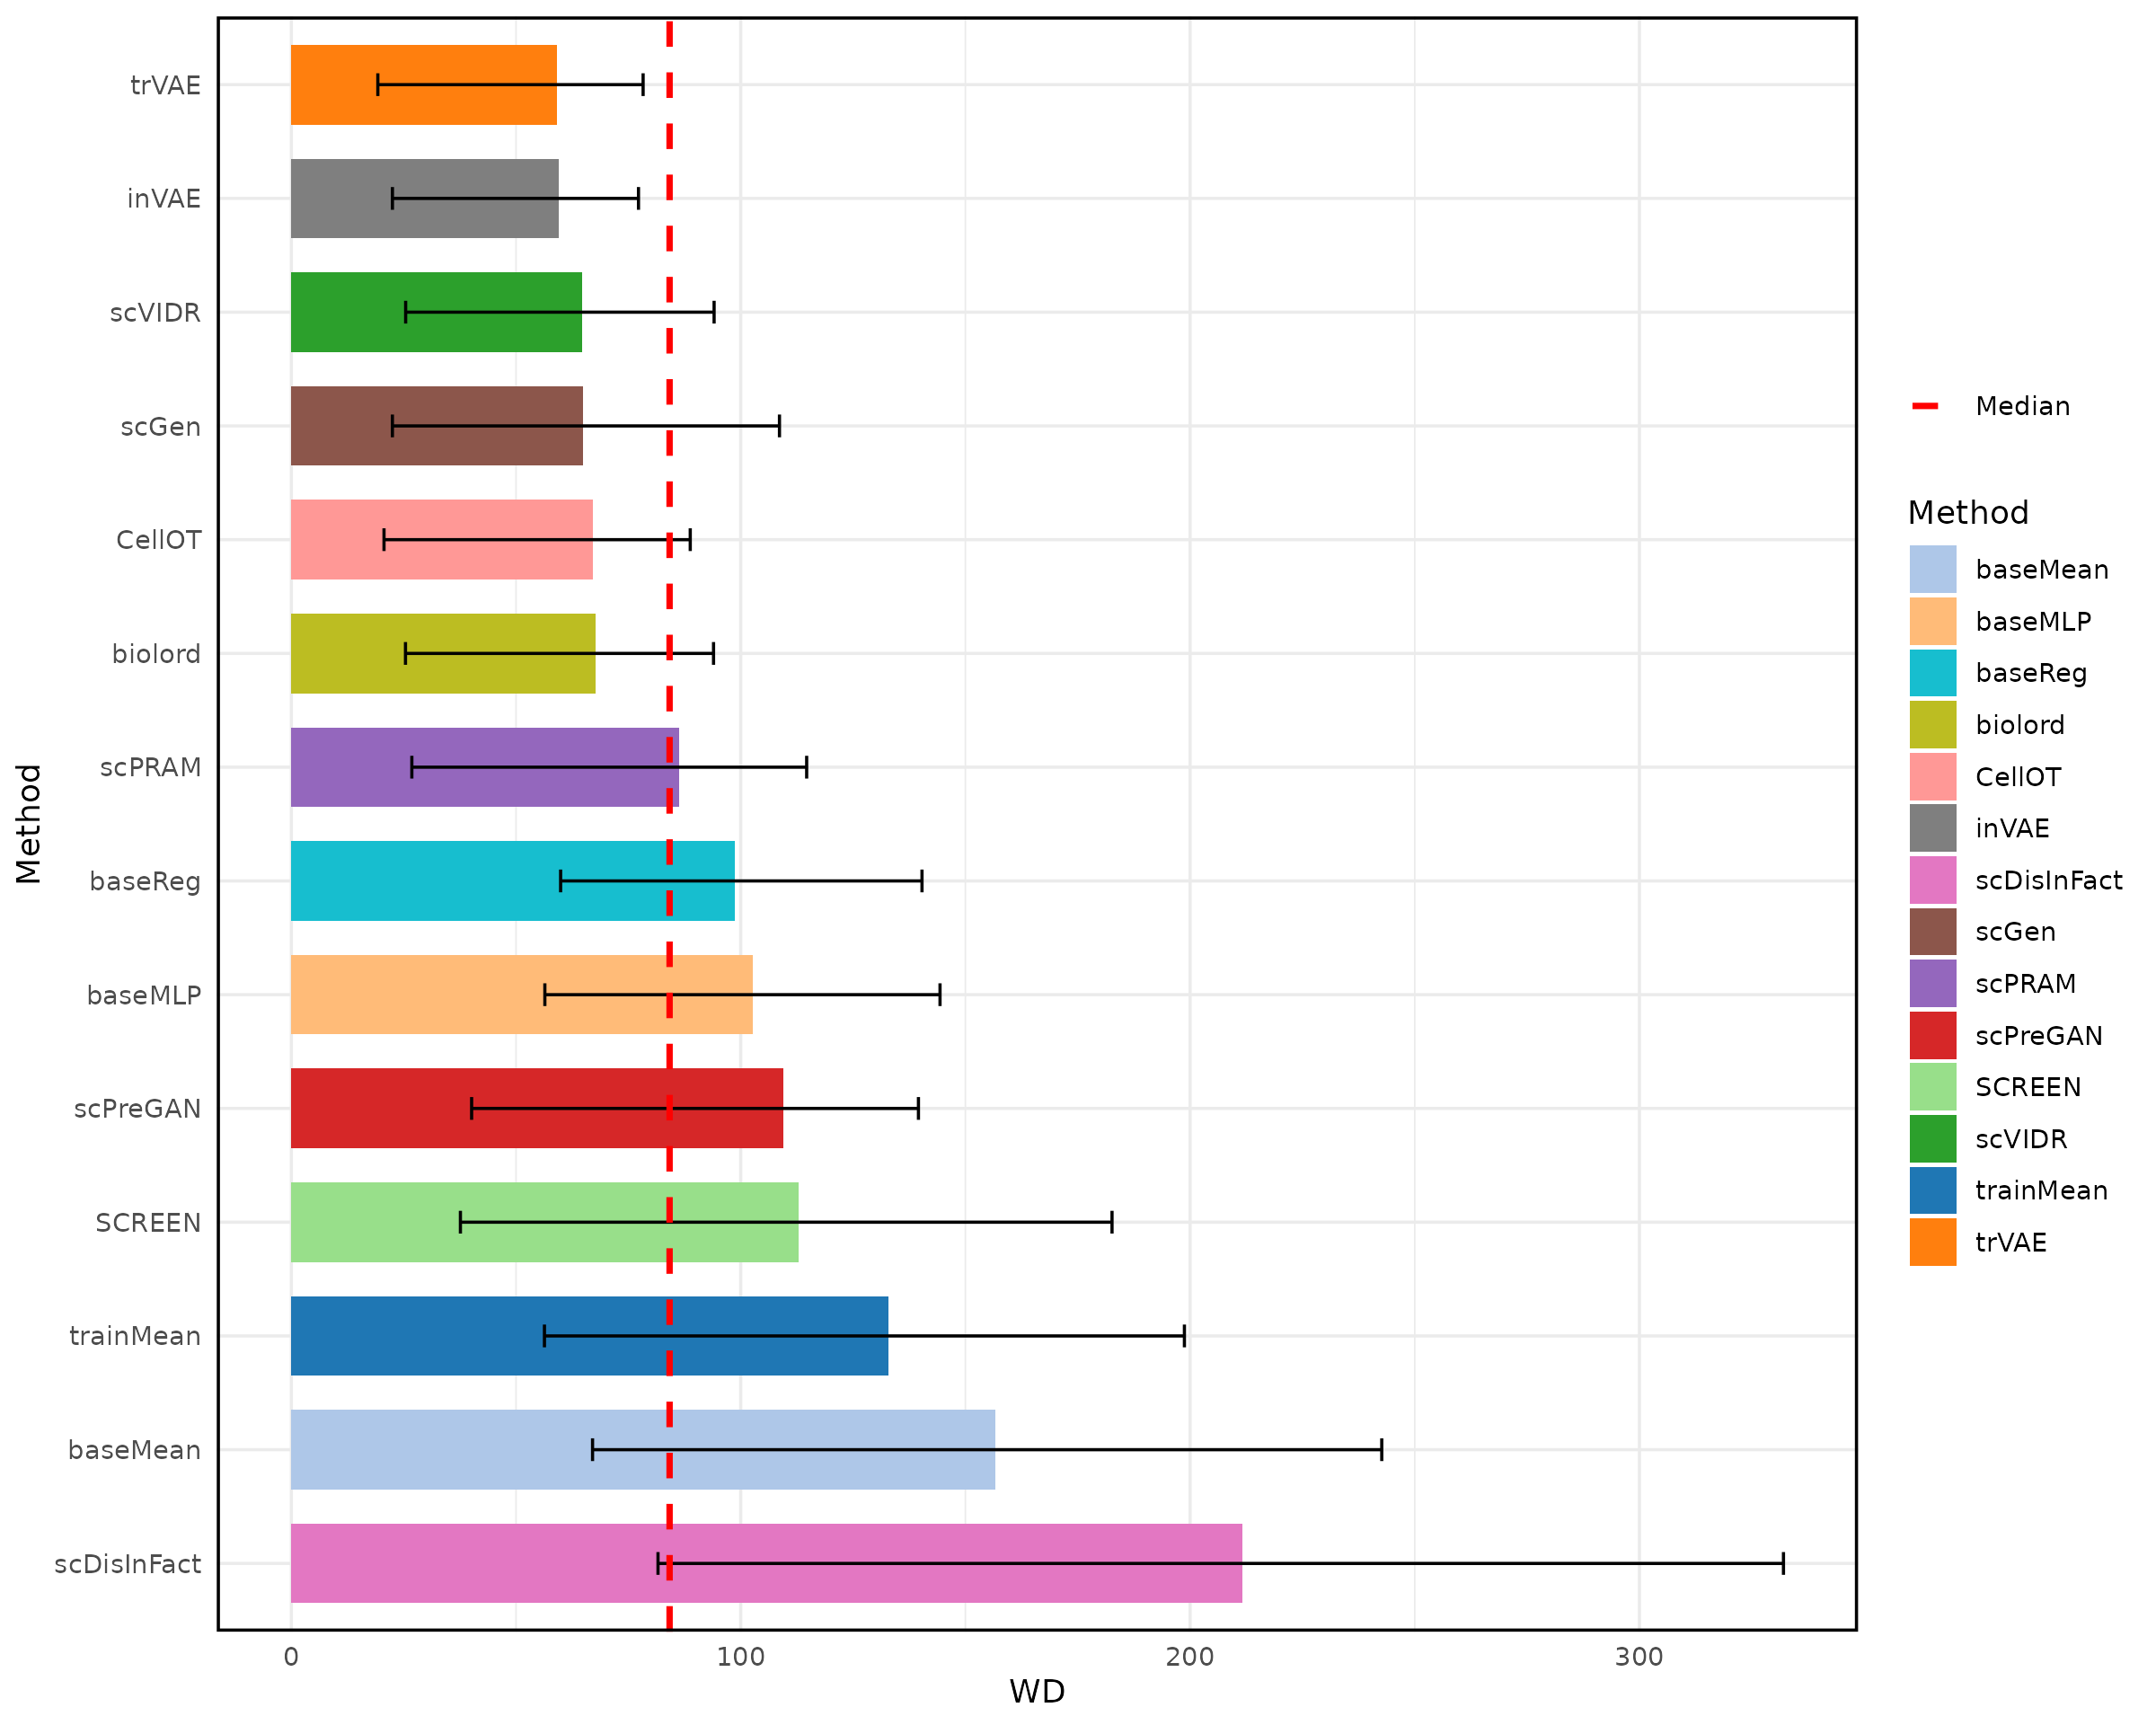 trVAE
inVAE
scVIDR
scGen
CellOT
biolord
scPRAM
baseReg
baseMLP
scPreGAN
SCREEN
trainMean
baseMean
scDisInFact
Method
0 100 200 300
WD
Median
Method
baseMean
baseMLP
baseReg
biolord
CellOT
inVAE
scDisInFact
scGen
scPRAM
scPreGAN
SCREEN
scVIDR
trainMean
trVAE